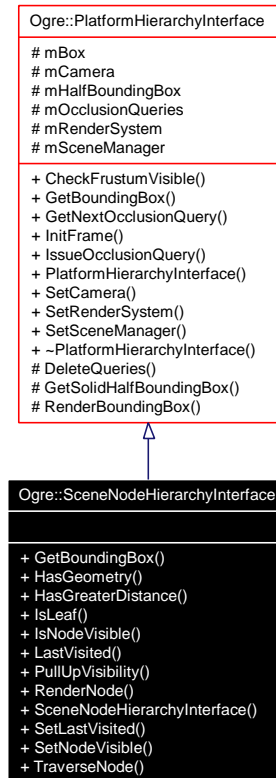 Ogre::PlatformHierarchyInterface
# mBox
# mCamera
# mHalfBoundingBox
# mOcclusionQueries
# mRenderSystem
# mSceneManager
+ CheckFrustumVisible()
+ GetBoundingBox()
+ GetNextOcclusionQuery()
+ InitFrame()
+ IssueOcclusionQuery()
+ PlatformHierarchyInterface()
+ SetCamera()
+ SetRenderSystem()
+ SetSceneManager()
+ ~PlatformHierarchyInterface()
# DeleteQueries()
# GetSolidHalfBoundingBox()
# RenderBoundingBox()
Ogre::SceneNodeHierarchyInterface
+ GetBoundingBox()
+ HasGeometry()
+ HasGreaterDistance()
+ IsLeaf()
+ IsNodeVisible()
+ LastVisited()
+ PullUpVisibility()
+ RenderNode()
+ SceneNodeHierarchyInterface()
+ SetLastVisited()
+ SetNodeVisible()
+ TraverseNode()